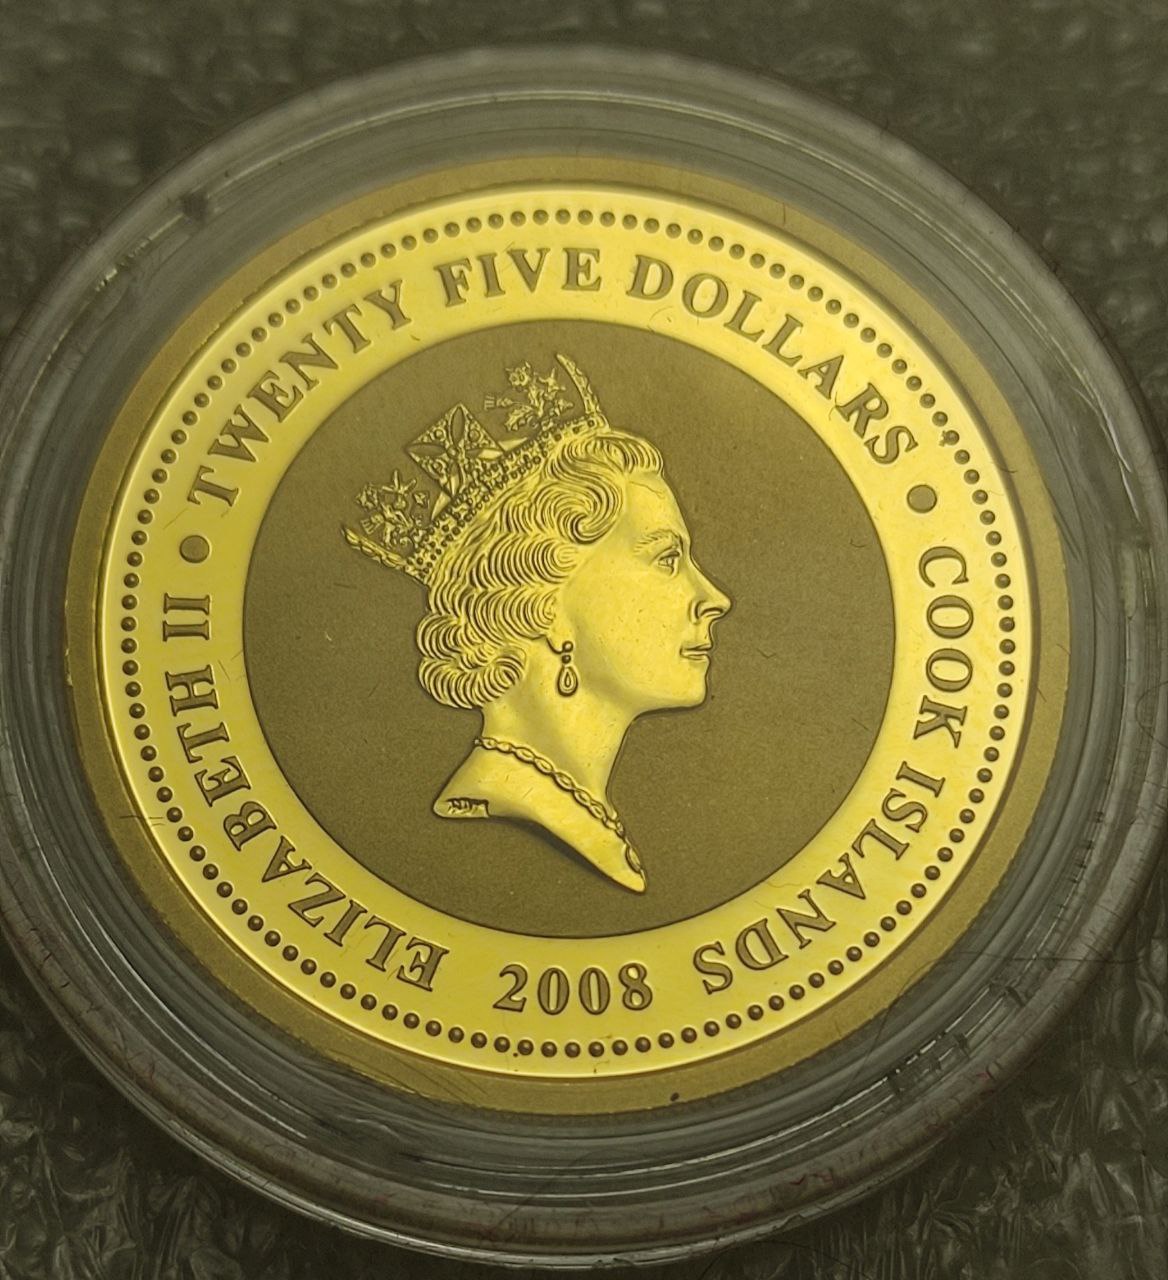 ELIZABETH II • TWENTY FIVE DOLLARS • COOK ISLANDS
2008